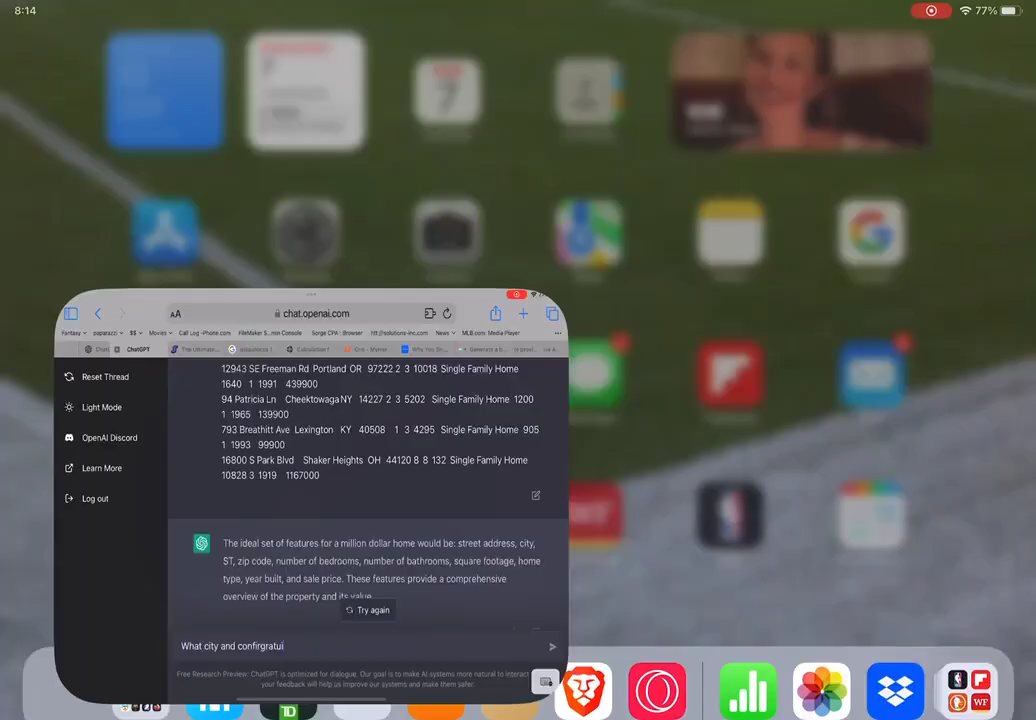 8:14
77%
AA
chat.openai.com
Fantasy
paparazzi
$$
Movies
Call Log -Phone.com
FileMaker S...min Console
Sorge CPA : Browser
News
MLB.com: Media Player
ChatGPT
The Ultimate...
Why You Sh...
Reset Thread
Light Mode
OpenAI Discord
Learn More
Log out
12943 SE Freeman Rd Portland OR 97222 2 3 10018 Single Family Home
1640 1 1991 439900
94 Patricia Ln Cheektowaga NY 14227 2 3 5202 Single Family Home 1200
1 1965 139900
793 Breathitt Ave Lexington KY 40508 1 3 4295 Single Family Home 905
1 1993 99900
16800 S Park Blvd Shaker Heights OH 44120 8 8 132 Single Family Home
10828 3 1919 1167000
The ideal set of features for a million dollar home would be: street address, city,
ST, zip code, number of bedrooms, number of bathrooms, square footage, home
type, year built, and sale price. These features provide a comprehensive
overview of the property and its value.
Try again
What city and confirgratui
Free Research Preview: ChatGPT is optimized for dialogue. Our goal is to make AI systems more natural to interact
your feedback will help us improve our systems and make them safer.
TD
WF